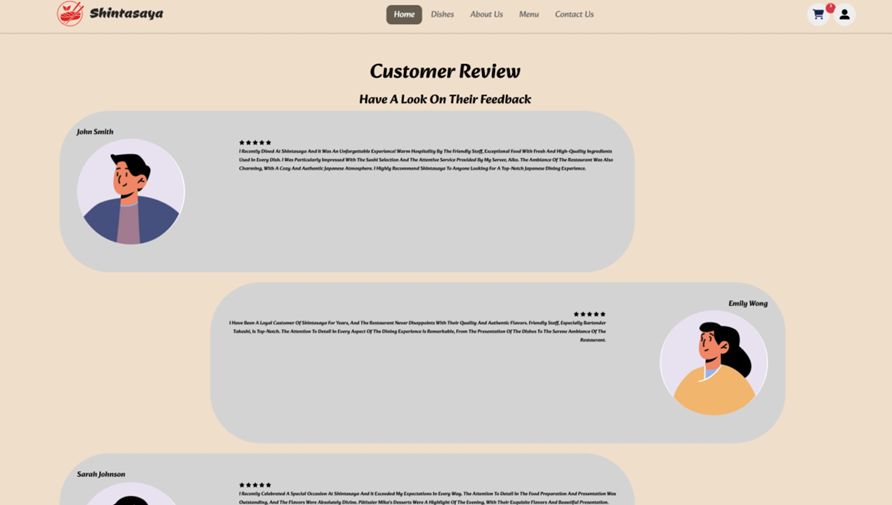 Shintasaya
Home Dishes About Us Menu Contact Us
Customer Review
Have A Look On Their Feedback
John Smith
I Recently Dined At Shintasaya And It Was An Unforgettable Experience! Warm Hospitality By The Friendly Staff, Exceptional Food With Fresh And High-Quality Ingredients
Used In Every Dish. I Was Particularly Impressed With The Sushi Selection And The Attentive Service Provided By My Server, Aiko. The Ambiance Of The Restaurant Was Also
Charming, With A Cozy And Authentic Japanese Atmosphere. I Highly Recommend Shintasaya To Anyone Looking For A Top-Notch Japanese Dining Experience.
Emily Wong
I Have Been A Loyal Customer Of Shintasaya For Years, And The Restaurant Never Disappoints With Their Quality And Authentic Flavors. Friendly Staff, Especially Bartender
Takashi, Is Top-Notch. The Attention To Detail In Every Aspect Of The Dining Experience Is Remarkable, From The Presentation Of The Dishes To The Serene Ambiance Of The
Restaurant.
Sarah Johnson
I Recently Celebrated A Special Occasion At Shintasaya And It Exceeded My Expectations In Every Way. The Attention To Detail In The Food Preparation And Presentation Was
Outstanding, And The Flavors Were Absolutely Divine. Pâtissier Mika's Desserts Were A Highlight Of The Evening, With Their Exquisite Flavors And Beautiful Presentation.